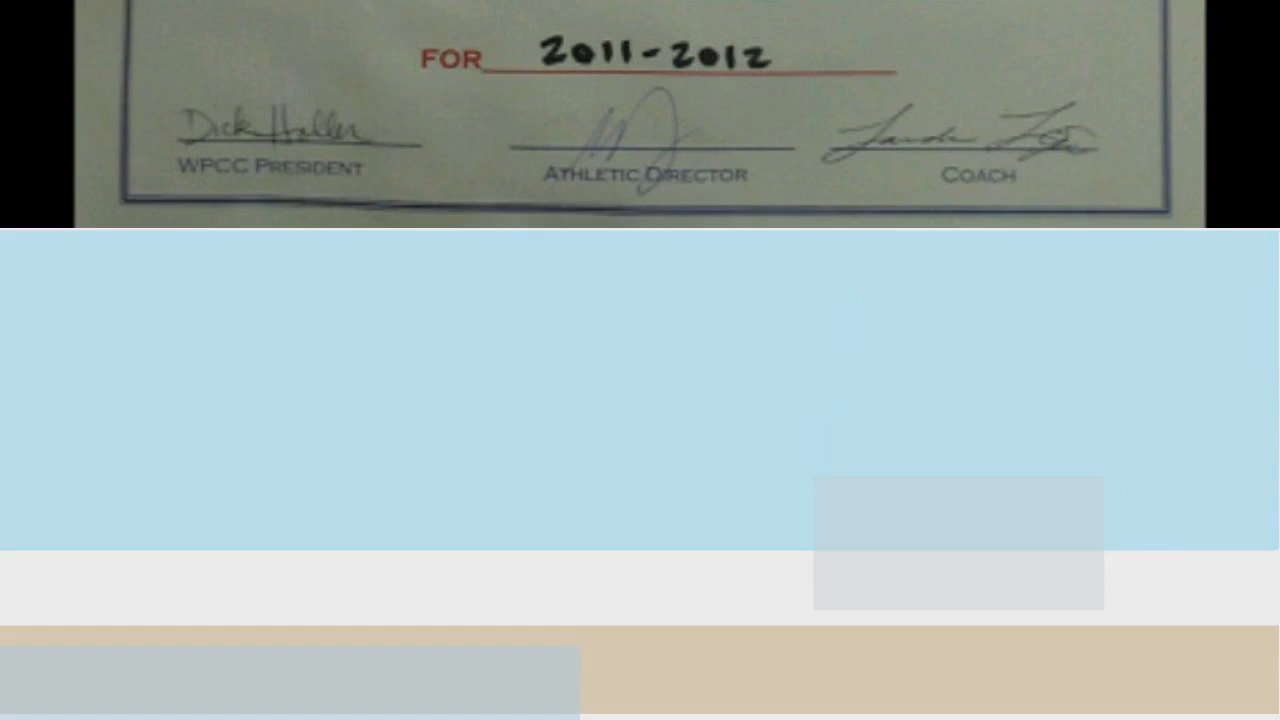 FOR 2011-2012
Dick Haller
WPCC PRESIDENT ATHLETIC DIRECTOR COACH